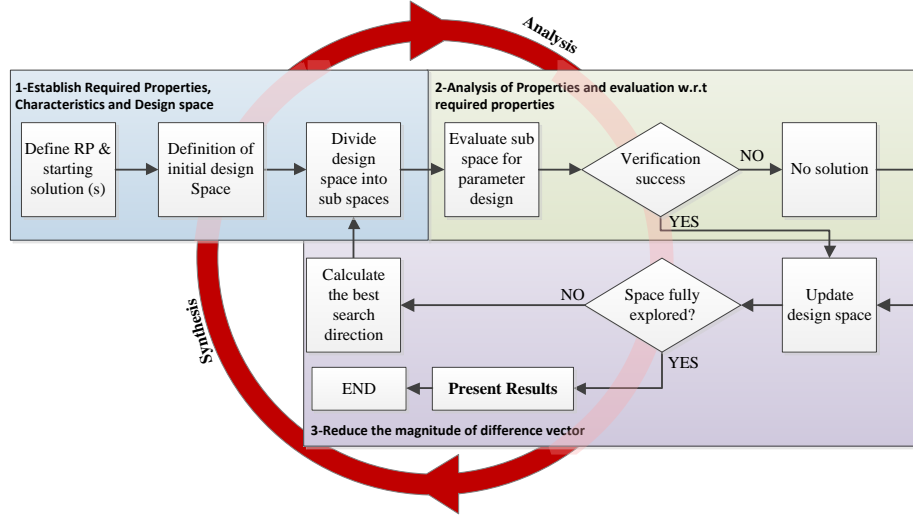 Analysis
1-Establish Required Properties,
Characteristics and Design space
2-Analysis of Properties and evaluation w.r.t
required properties
Define RP &
starting
solution (s)
Definition of
initial design
Space
Divide
design
space into
sub spaces
Evaluate sub
space for
parameter
design
Verification
success
NO
No solution
YES
Calculate
the best
search
direction
NO
Space fully
explored?
Update
design space
YES
END
Present Results
3-Reduce the magnitude of difference vector
Synthesis